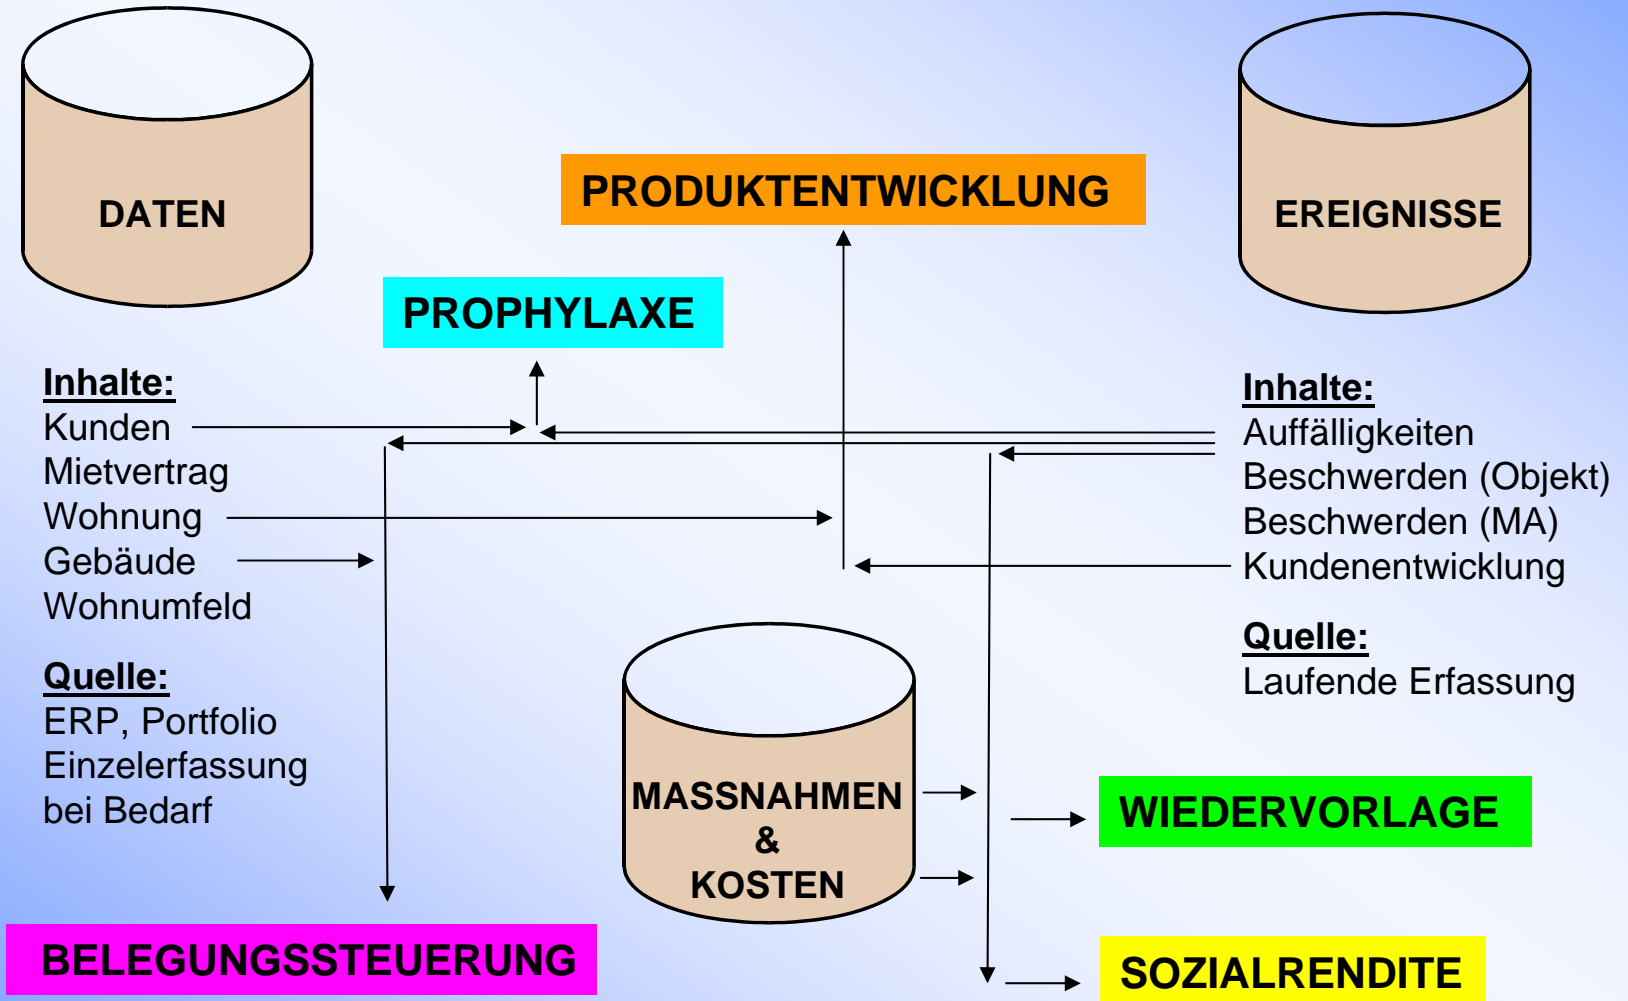 DATEN
PRODUKTENTWICKLUNG
EREIGNISSE
PROPHYLAXE
Inhalte:
Kunden
Mietvertrag
Wohnung
Gebäude
Wohnumfeld
Quelle:
ERP, Portfolio
Einzelerfassung
bei Bedarf
Inhalte:
Auffälligkeiten
Beschwerden (Objekt)
Beschwerden (MA)
Kundenentwicklung
Quelle:
Laufende Erfassung
MASSNAHMEN
&
KOSTEN
WIEDERVORLAGE
BELEGUNGSSTEUERUNG
SOZIALRENDITE